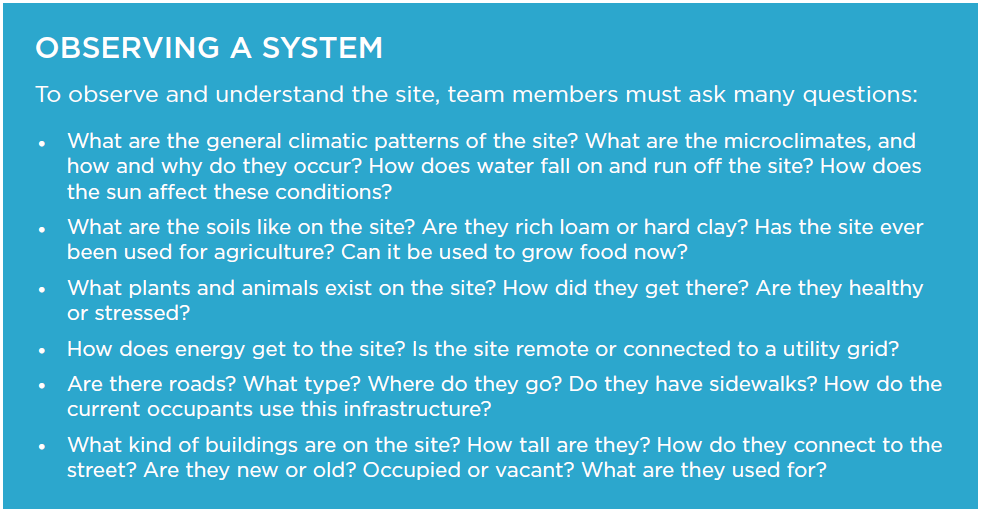 OBSERVING A SYSTEM
To observe and understand the site, team members must ask many questions:
• What are the general climatic patterns of the site? What are the microclimates, and
how and why do they occur? How does water fall on and run off the site? How does
the sun affect these conditions?
• What are the soils like on the site? Are they rich loam or hard clay? Has the site ever
been used for agriculture? Can it be used to grow food now?
• What plants and animals exist on the site? How did they get there? Are they healthy
or stressed?
• How does energy get to the site? Is the site remote or connected to a utility grid?
• Are there roads? What type? Where do they go? Do they have sidewalks? How do the
current occupants use this infrastructure?
• What kind of buildings are on the site? How tall are they? How do they connect to the
street? Are they new or old? Occupied or vacant? What are they used for?